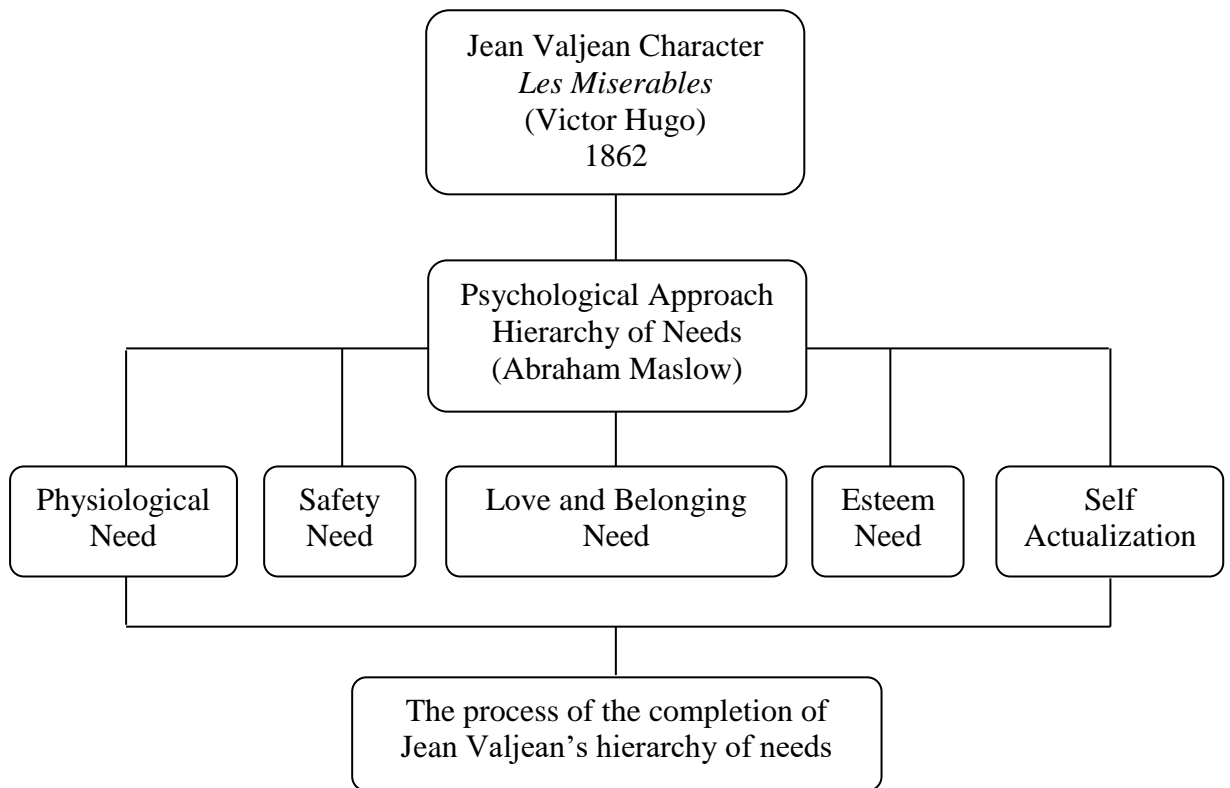 Jean Valjean Character
Les Miserables
(Victor Hugo)
1862
Psychological Approach
Hierarchy of Needs
(Abraham Maslow)
Physiological
Need
Safety
Need
Love and Belonging
Need
Esteem
Need
Self
Actualization
The process of the completion of
Jean Valjean’s hierarchy of needs